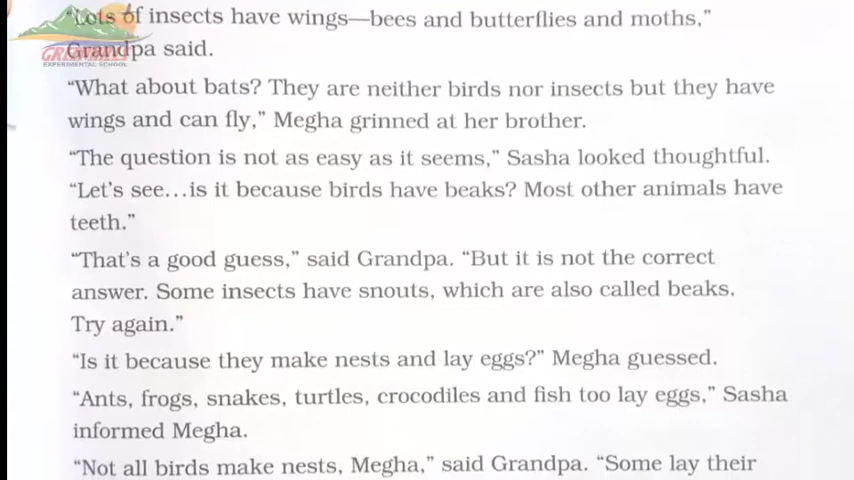 “Lots of insects have wings—bees and butterflies and moths,”
Grandpa said.
GREENHILLS
EXPERIMENTAL SCHOOL
“What about bats? They are neither birds nor insects but they have
wings and can fly,” Megha grinned at her brother.
“The question is not as easy as it seems,” Sasha looked thoughtful.
“Let’s see...is it because birds have beaks? Most other animals have
teeth.”
“That’s a good guess,” said Grandpa. “But it is not the correct
answer. Some insects have snouts, which are also called beaks.
Try again.”
“Is it because they make nests and lay eggs?” Megha guessed.
“Ants, frogs, snakes, turtles, crocodiles and fish too lay eggs,” Sasha
informed Megha.
“Not all birds make nests, Megha,” said Grandpa. “Some lay their